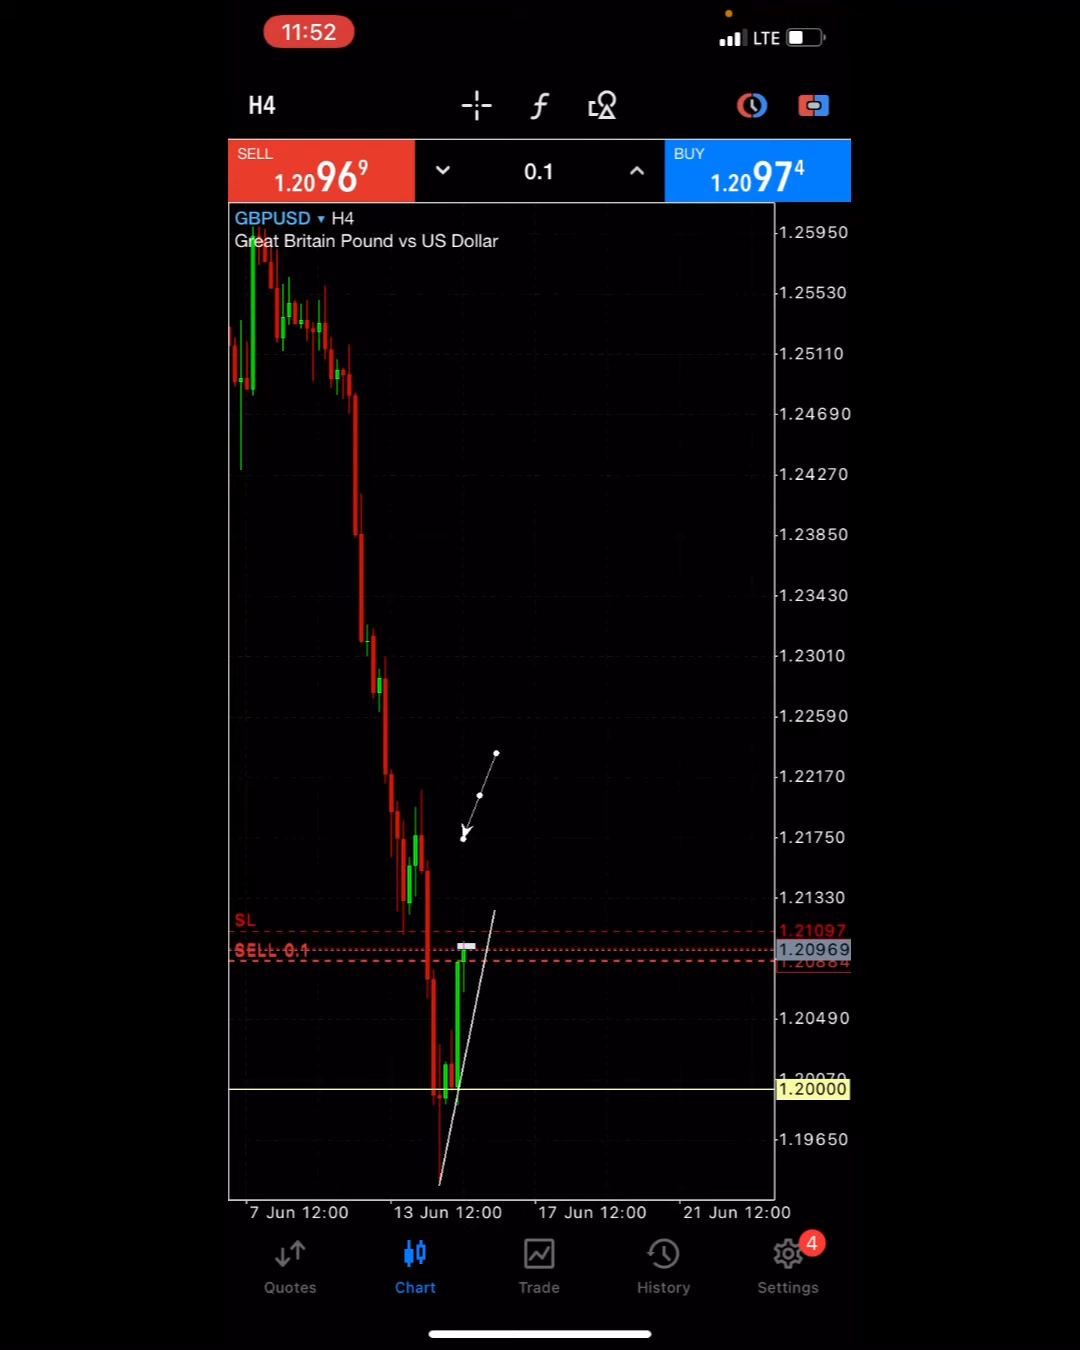 11:52
LTE
H4
f
SELL
1.20969
0.1
BUY
1.20974
GBPUSD ▾ H4
Great Britain Pound vs US Dollar
1.25950
1.25530
1.25110
1.24690
1.24270
1.23850
1.23430
1.23010
1.22590
1.22170
1.21750
1.21330
SL
1.21097
SELL 0.1
1.20969
1.20884
1.20490
1.20070
1.20000
1.19650
7 Jun 12:00
13 Jun 12:00
17 Jun 12:00
21 Jun 12:00
4
Quotes
Chart
Trade
History
Settings